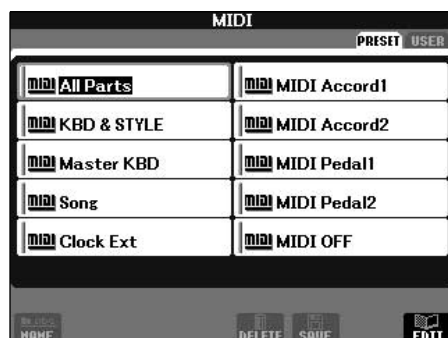 MIDI
PRESET USER
MIDI All Parts
MIDI KBD & STYLE
MIDI Master KBD
MIDI Song
MIDI Clock Ext
MIDI MIDI Accord1
MIDI MIDI Accord2
MIDI MIDI Pedal1
MIDI MIDI Pedal2
MIDI MIDI OFF
NAME DELETE SAVE EDIT